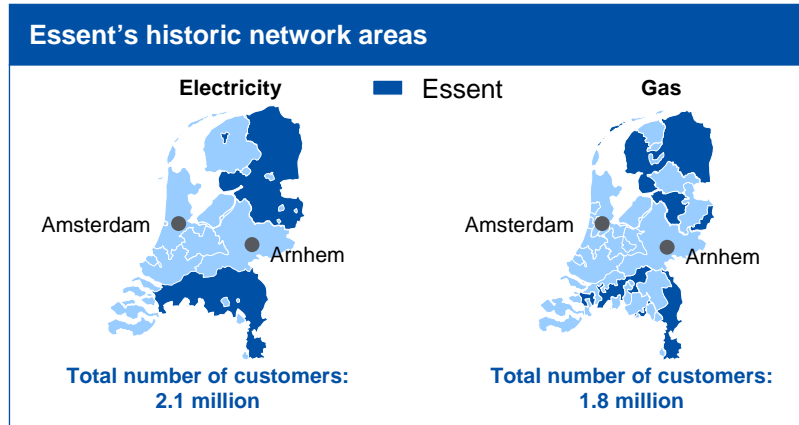 Essent's historic network areas
Electricity
Essent
Gas
Amsterdam
Arnhem
Amsterdam
Arnhem
Total number of customers:
2.1 million
Total number of customers:
1.8 million